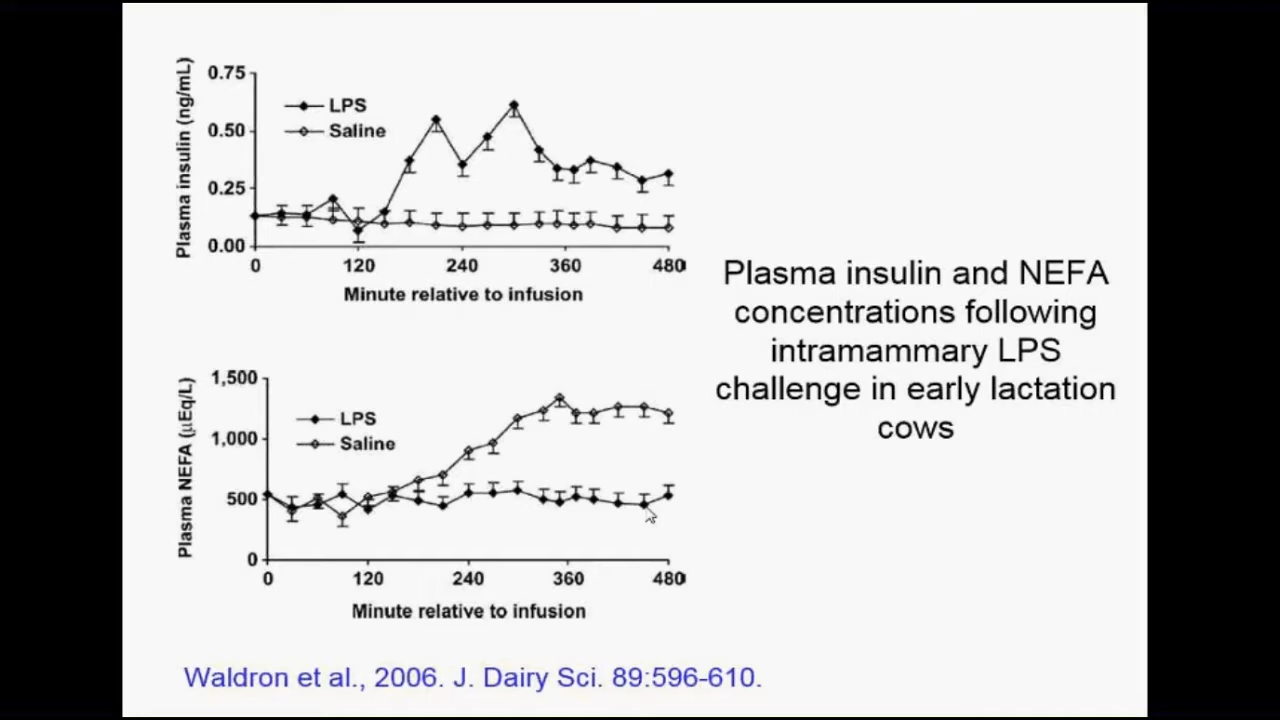 Plasma insulin (ng/mL)
0.75
0.50
0.25
0.00
LPS
Saline
0 120 240 360 480
Minute relative to infusion
Plasma insulin and NEFA
concentrations following
intramammary LPS
challenge in early lactation
cows
Plasma NEFA (µEq/L)
1,500
1,000
500
0
LPS
Saline
0 120 240 360 480
Minute relative to infusion
Waldron et al., 2006. J. Dairy Sci. 89:596-610.